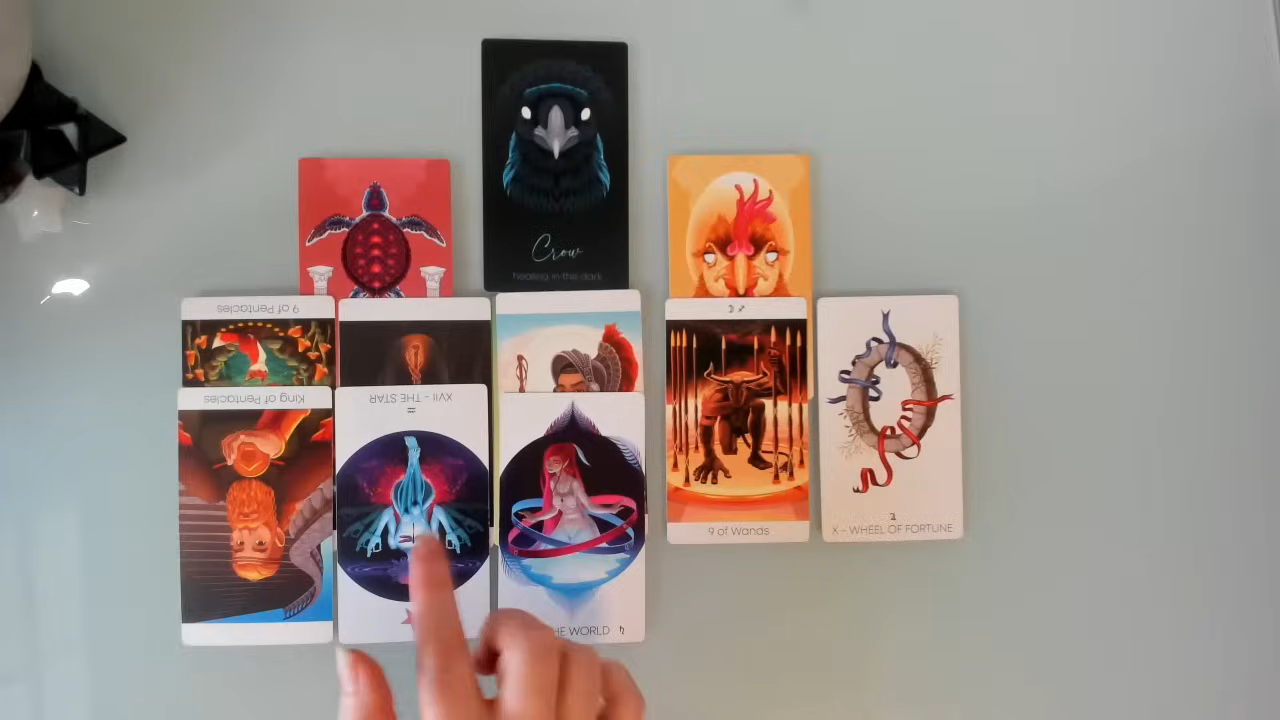 Crow
healing in the dark
9 of Pentacles
King of Pentacles
XVII - THE STAR
THE WORLD
9 of Wands
X - WHEEL OF FORTUNE